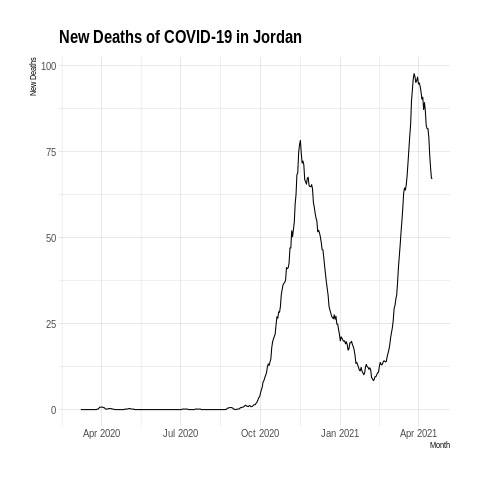 New Deaths of COVID-19 in Jordan
New Deaths
100
75
50
25
0
Apr 2020
Jul 2020
Oct 2020
Jan 2021
Apr 2021
Month